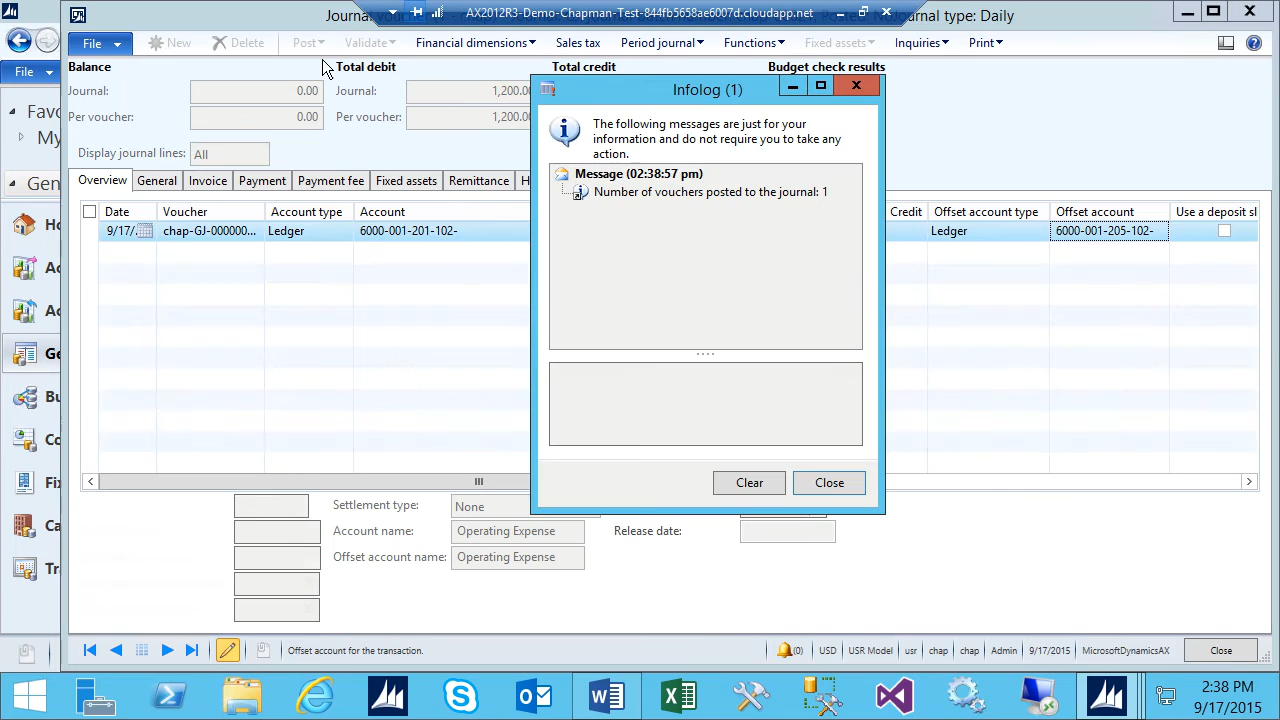 Journal vou
AX2012R3-Demo-Chapman-Test-844fb5658ae6007d.cloudapp.net
Journal type: Daily
File
New
Delete
Post
Validate
Financial dimensions
Sales tax
Period journal
Functions
Fixed assets
Inquiries
Print
File
Balance
Total debit
Total credit
Budget check results
Journal:
0.00
Journal:
1,200.00
Per voucher:
0.00
Per voucher:
1,200.00
Display journal lines:
All
Infolog (1)
The following messages are just for your
information and do not require you to take any
action.
Message (02:38:57 pm)
Number of vouchers posted to the journal: 1
Clear
Close
Favo
My
Gen
Ho
Ac
Ac
Ge
Bu
Co
Fix
Ca
Tr
Overview
General
Invoice
Payment
Payment fee
Fixed assets
Remittance
H
Date
Voucher
Account type
Account
Credit
Offset account type
Offset account
Use a deposit sl
9/17/
chap-GJ-000000...
Ledger
6000-001-201-102-
Ledger
6000-001-205-102-
Settlement type:
None
Account name:
Operating Expense
Release date:
Offset account name:
Operating Expense
Offset account for the transaction.
(0)
USD
USR Model
usr
chap
chap
Admin
9/17/2015
MicrosoftDynamicsAX
Close
2:38 PM
9/17/2015